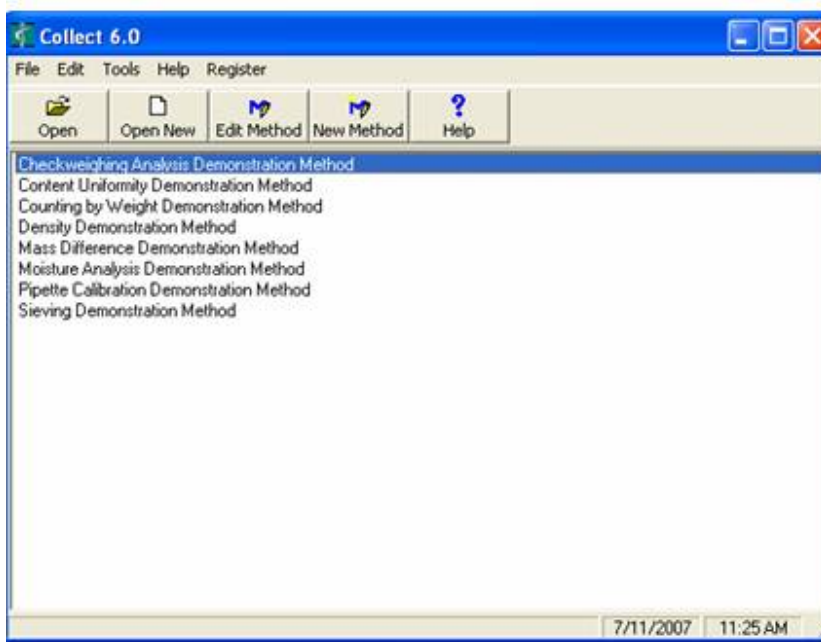 Collect 6.0
File Edit Tools Help Register
Open Open New Edit Method New Method Help
Checkweighing Analysis Demonstration Method
Content Uniformity Demonstration Method
Counting by Weight Demonstration Method
Density Demonstration Method
Mass Difference Demonstration Method
Moisture Analysis Demonstration Method
Pipette Calibration Demonstration Method
Sieving Demonstration Method
7/11/2007 11:25 AM